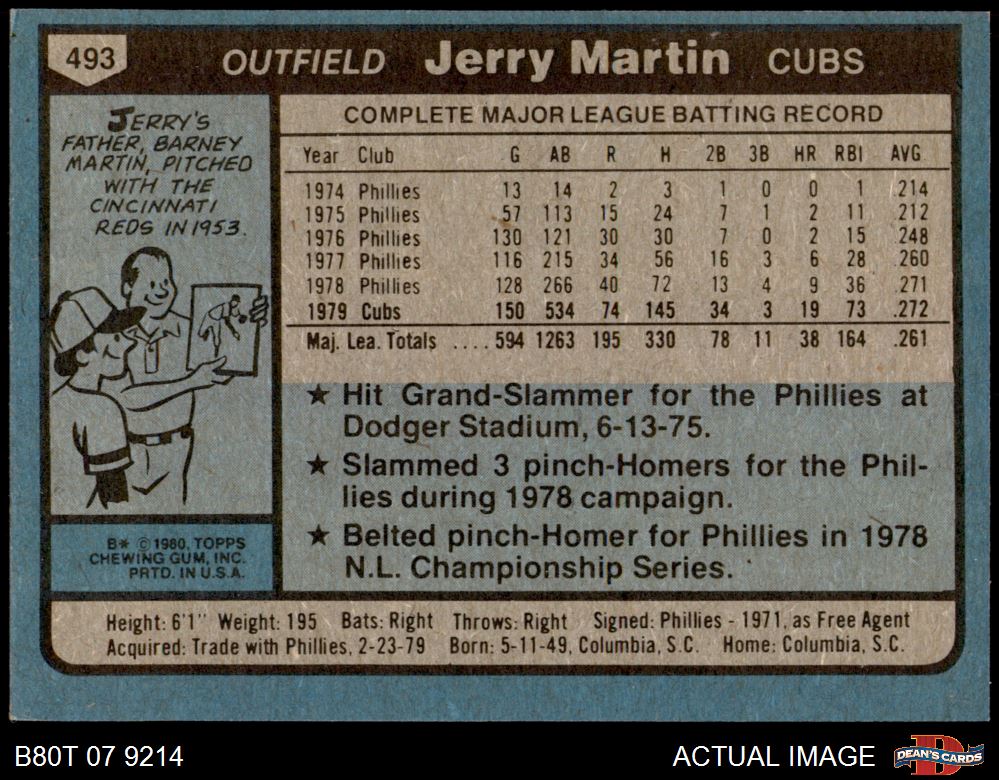 493
OUTFIELD Jerry Martin CUBS
JERRY'S
FATHER, BARNEY
MARTIN, PITCHED
WITH THE
CINCINNATI
REDS IN 1953.
B* © 1980, TOPPS
CHEWING GUM, INC.
PRTD. IN U.S.A.
COMPLETE MAJOR LEAGUE BATTING RECORD
Year Club G AB R H 2B 3B HR RBI AVG
1974 Phillies 13 14 2 3 1 0 0 1 .214
1975 Phillies 57 113 15 24 7 1 2 11 .212
1976 Phillies 130 121 30 30 7 0 2 15 .248
1977 Phillies 116 215 34 56 16 3 6 28 .260
1978 Phillies 128 266 40 72 13 4 9 36 .271
1979 Cubs 150 534 74 145 34 3 19 73 .272
Maj. Lea. Totals .... 594 1263 195 330 78 11 38 164 .261
★ Hit Grand-Slammer for the Phillies at
Dodger Stadium, 6-13-75.
★ Slammed 3 pinch-Homers for the Phil-
lies during 1978 campaign.
★ Belted pinch-Homer for Phillies in 1978
N.L. Championship Series.
Height: 6'1" Weight: 195 Bats: Right Throws: Right Signed: Phillies - 1971, as Free Agent
Acquired: Trade with Phillies, 2-23-79 Born: 5-11-49, Columbia, S.C. Home: Columbia, S.C.
B80T 07 9214
ACTUAL IMAGE
DEAN'S CARDS